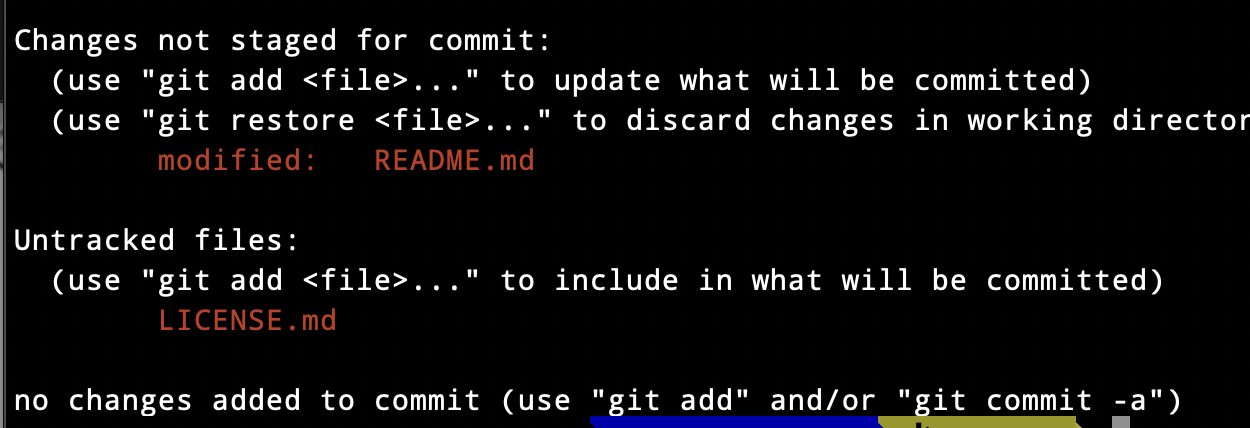 Changes not staged for commit:
  (use "git add <file>..." to update what will be committed)
  (use "git restore <file>..." to discard changes in working director
        modified:   README.md

Untracked files:
  (use "git add <file>..." to include in what will be committed)
        LICENSE.md

no changes added to commit (use "git add" and/or "git commit -a")